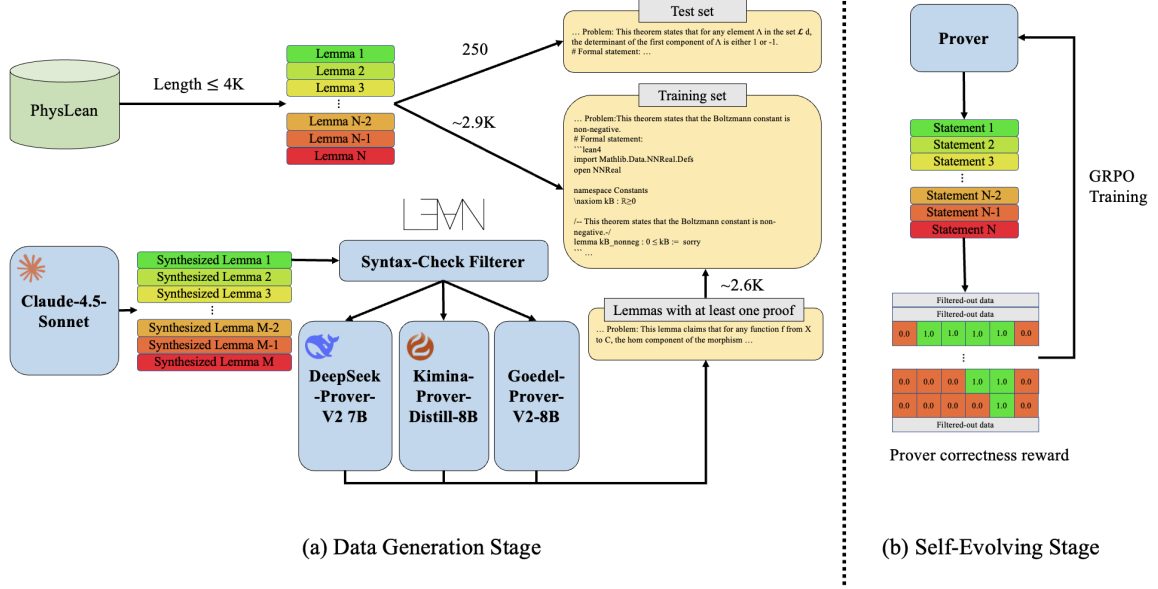 PhysLean
Length ≤ 4K
Lemma 1
Lemma 2
Lemma 3
⋮
Lemma N-2
Lemma N-1
Lemma N
250
~2.9K
Test set
... Problem: This theorem states that for any element Λ in the set ℒ d,
the determinant of the first component of Λ is either 1 or -1.
# Formal statement: ...
Training set
... Problem:This theorem states that the Boltzmann constant is
non-negative.
# Formal statement:
```lean4
import Mathlib.Data.NNReal.Defs
open NNReal
namespace Constants
\naxiom kB : ℝ≥0
/-- This theorem states that the Boltzmann constant is non-
negative.-/
lemma kB_nonneg : 0 ≤ kB := sorry
``` ...
~2.6K
Lemmas with at least one proof
... Problem: This lemma claims that for any function f from X
to C, the hom component of the morphism ...
LEAN
Claude-4.5-
Sonnet
Synthesized Lemma 1
Synthesized Lemma 2
Synthesized Lemma 3
⋮
Synthesized Lemma M-2
Synthesized Lemma M-1
Synthesized Lemma M
Syntax-Check Filterer
DeepSeek
-Prover-
V2 7B
Kimina-
Prover-
Distill-8B
Goedel-
Prover-
V2-8B
(a) Data Generation Stage
Prover
Statement 1
Statement 2
Statement 3
⋮
Statement N-2
Statement N-1
Statement N
GRPO
Training
Filtered-out data
Filtered-out data
0.0 1.0 1.0 1.0 1.0 0.0
⋮
0.0 0.0 0.0 1.0 1.0 0.0
0.0 0.0 0.0 0.0 1.0 0.0
Filtered-out data
Prover correctness reward
(b) Self-Evolving Stage